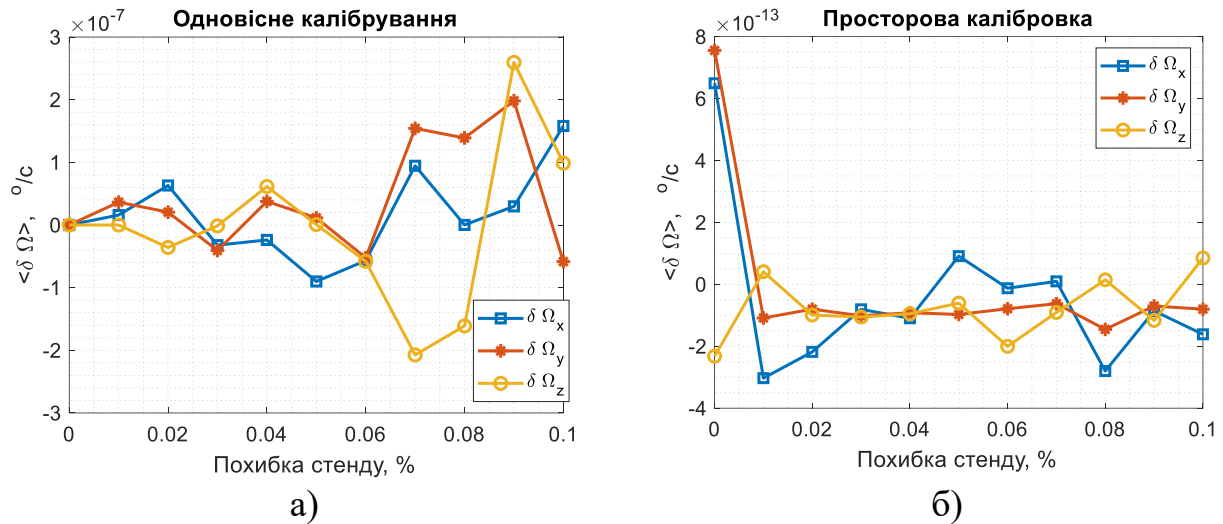 Одновісне калібрування
×10⁻⁷
3
2
1
0
-1
-2
-3
<δ Ω>, º/с
0 0.02 0.04 0.06 0.08 0.1
Похибка стенду, %
δ Ωx
δ Ωy
δ Ωz
а)
Просторова калібровка
×10⁻¹³
8
6
4
2
0
-2
-4
<δ Ω>, º/с
0 0.02 0.04 0.06 0.08 0.1
Похибка стенду, %
δ Ωx
δ Ωy
δ Ωz
б)